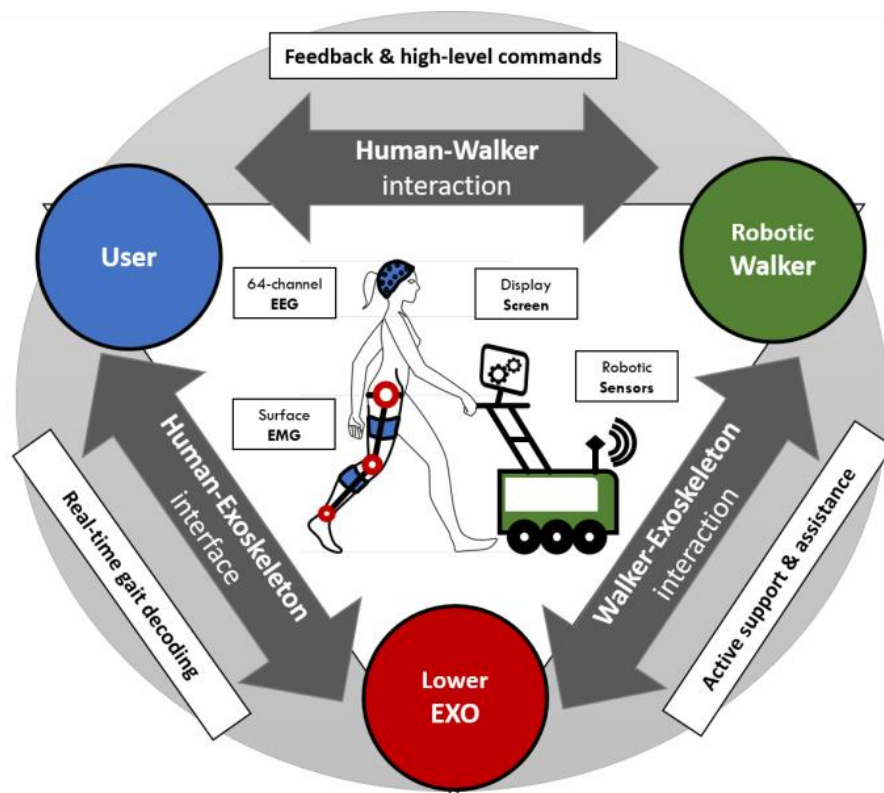 Feedback & high-level commands
Human-Walker
interaction
User
Robotic
Walker
64-channel
EEG
Display
Screen
Robotic
Sensors
Surface
EMG
Human-Exoskeleton
interface
Walker-Exoskeleton
interaction
Real-time gait decoding
Active support & assistance
Lower
EXO